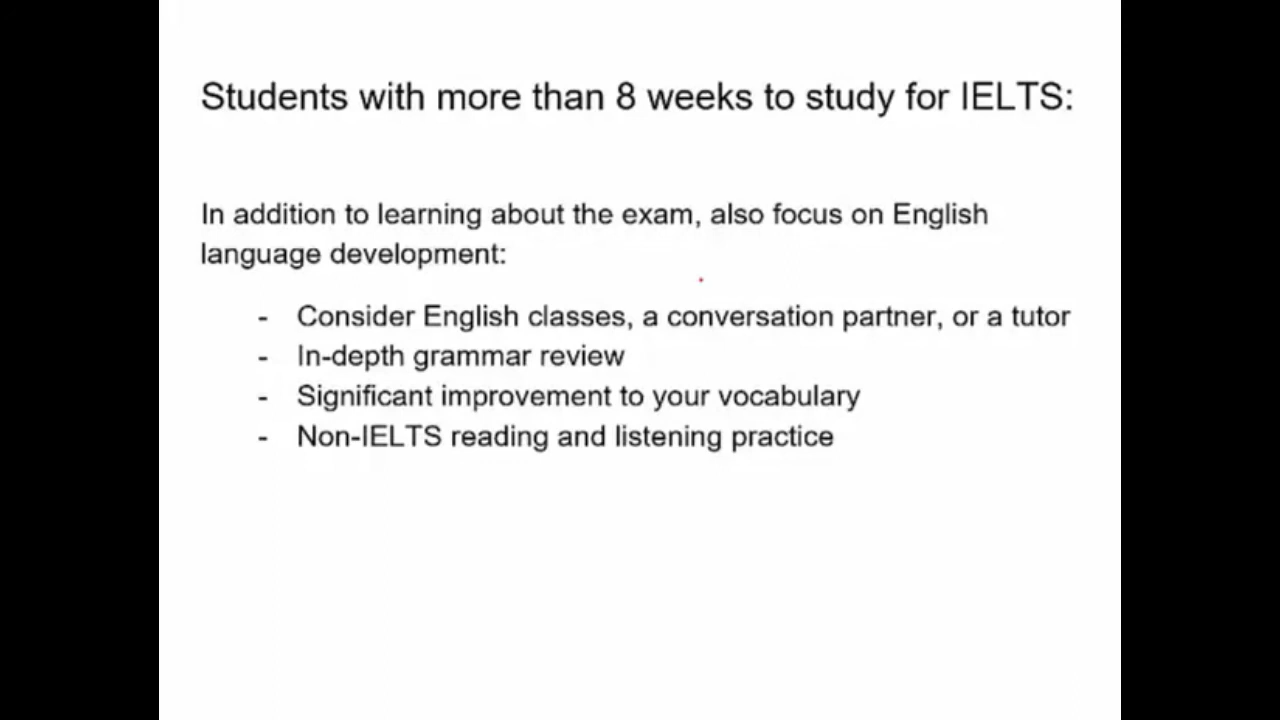 Students with more than 8 weeks to study for IELTS:
In addition to learning about the exam, also focus on English
language development:
- Consider English classes, a conversation partner, or a tutor
- In-depth grammar review
- Significant improvement to your vocabulary
- Non-IELTS reading and listening practice